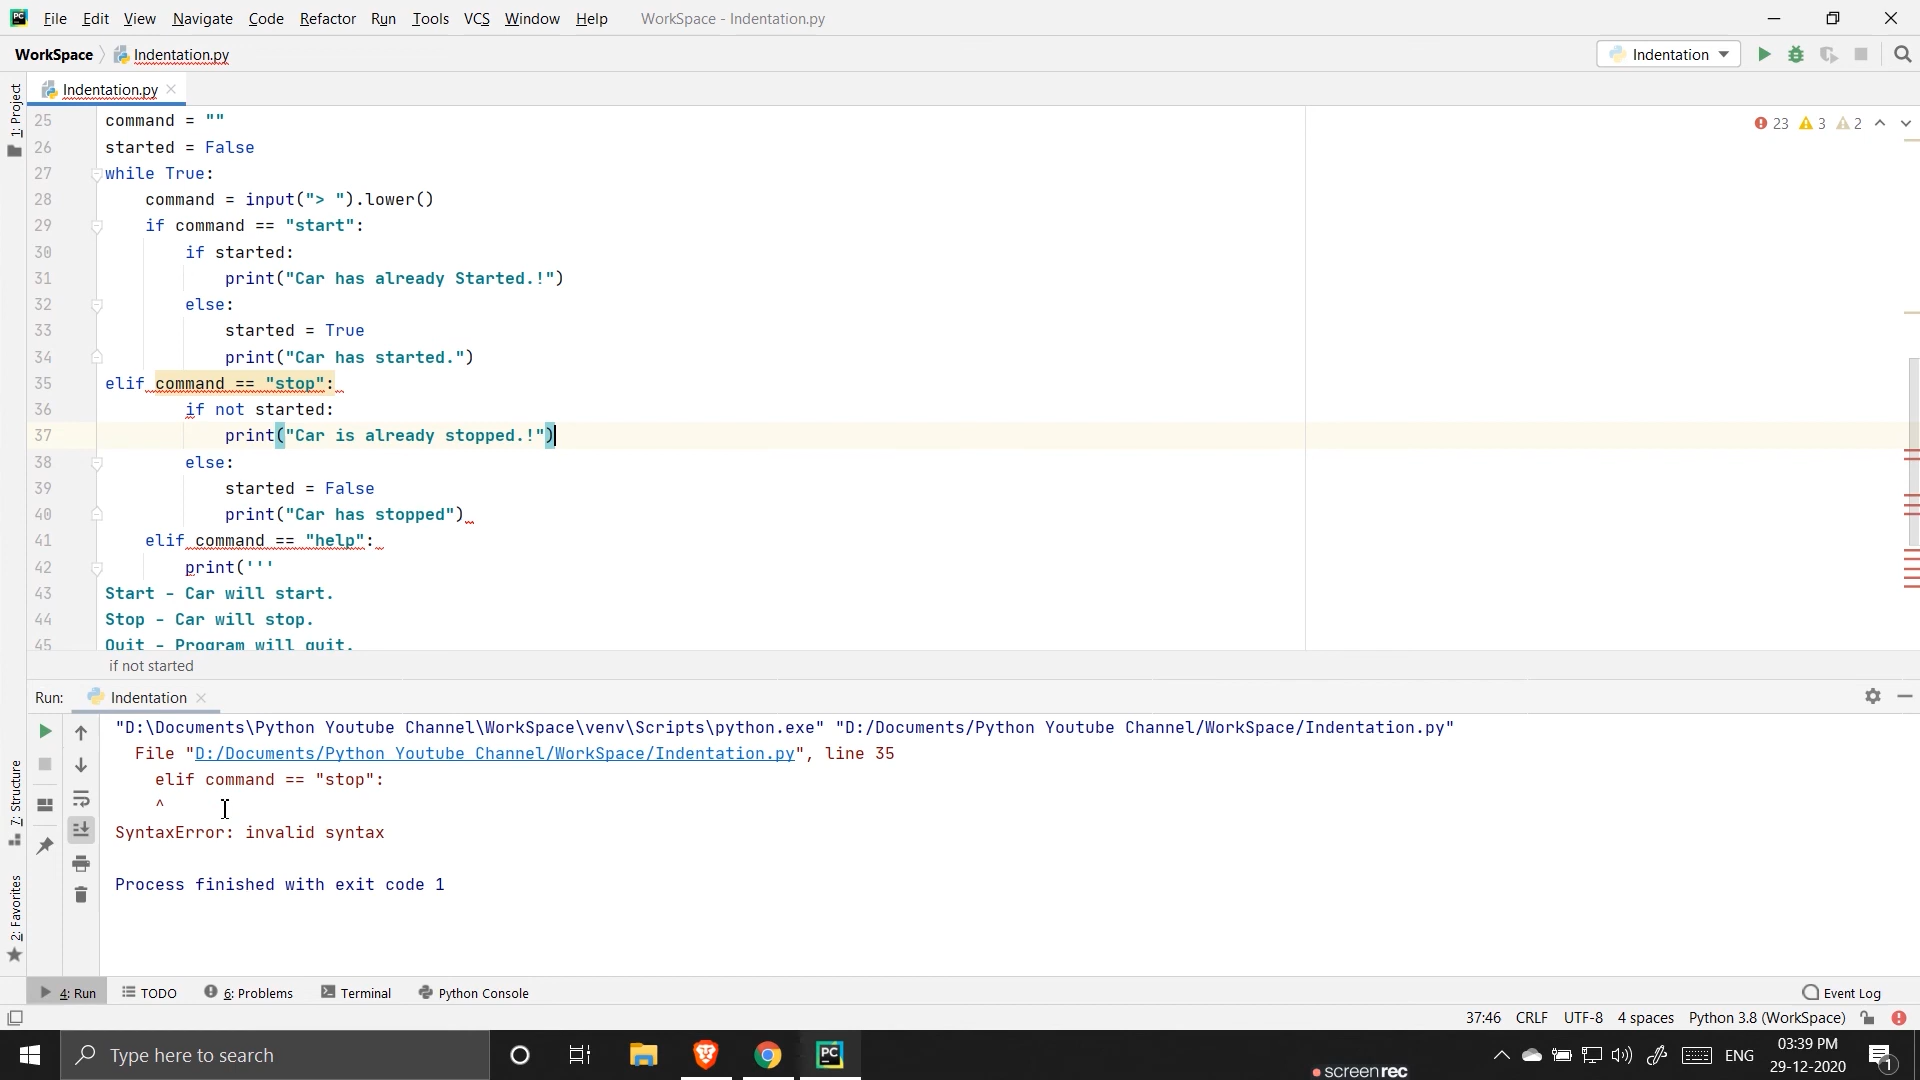 File Edit View Navigate Code Refactor Run Tools VCS Window Help WorkSpace - Indentation.py
WorkSpace Indentation.py Indentation
1: Project
Indentation.py
23 3 2
25 command = ""
26 started = False
27 while True:
28 command = input("> ").lower()
29 if command == "start":
30 if started:
31 print("Car has already Started.!")
32 else:
33 started = True
34 print("Car has started.")
35 elif command == "stop":
36 if not started:
37 print("Car is already stopped.!")
38 else:
39 started = False
40 print("Car has stopped")
41 elif command == "help":
42 print('''
43 Start - Car will start.
44 Stop - Car will stop.
45 Quit - Program will quit.
if not started
Run: Indentation
"D:\Documents\Python Youtube Channel\WorkSpace\venv\Scripts\python.exe" "D:/Documents/Python Youtube Channel/WorkSpace/Indentation.py"
File "D:/Documents/Python Youtube Channel/WorkSpace/Indentation.py", line 35
elif command == "stop":
^
SyntaxError: invalid syntax
Process finished with exit code 1
7: Structure
2: Favorites
4: Run TODO 6: Problems Terminal Python Console Event Log
37:46 CRLF UTF-8 4 spaces Python 3.8 (WorkSpace)
Type here to search
PC
ENG
03:39 PM
29-12-2020
1
screenrec